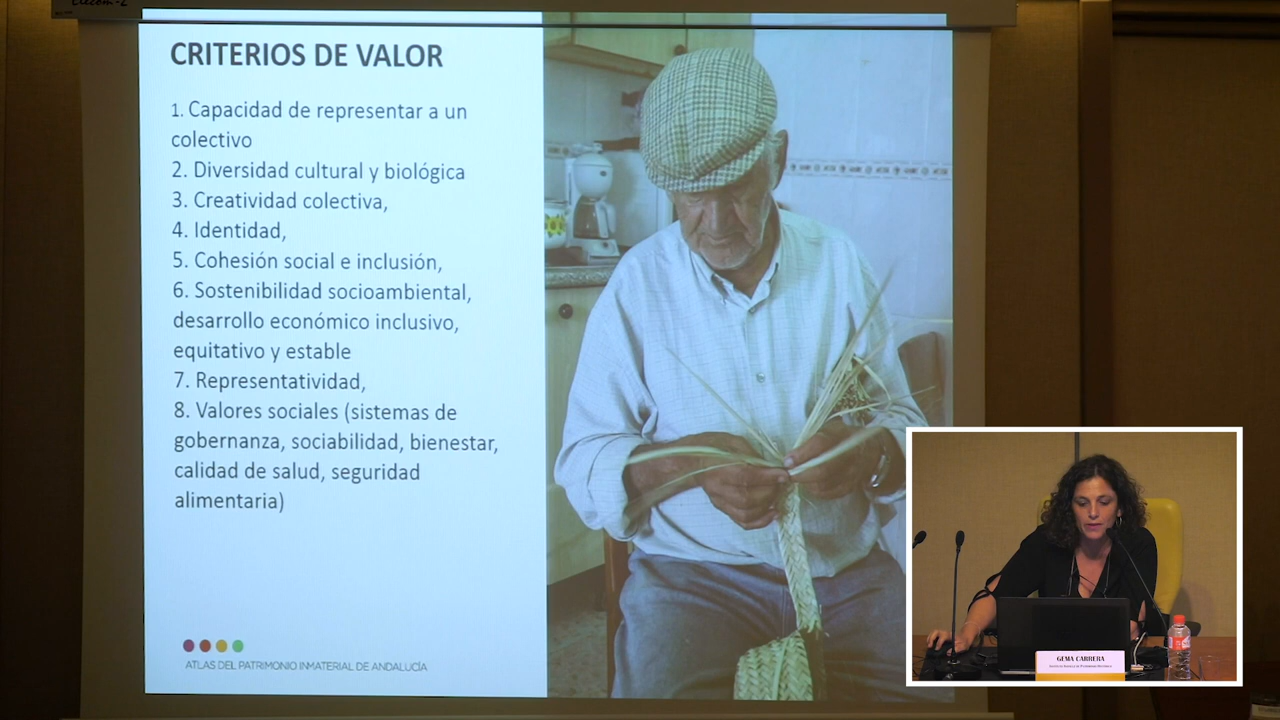 CRITERIOS DE VALOR
1. Capacidad de representar a un
colectivo
2. Diversidad cultural y biológica
3. Creatividad colectiva,
4. Identidad,
5. Cohesión social e inclusión,
6. Sostenibilidad socioambiental,
desarrollo económico inclusivo,
equitativo y estable
7. Representatividad,
8. Valores sociales (sistemas de
gobernanza, sociabilidad, bienestar,
calidad de salud, seguridad
alimentaria)
ATLAS DEL PATRIMONIO INMATERIAL DE ANDALUCÍA
GEMA CARRERA